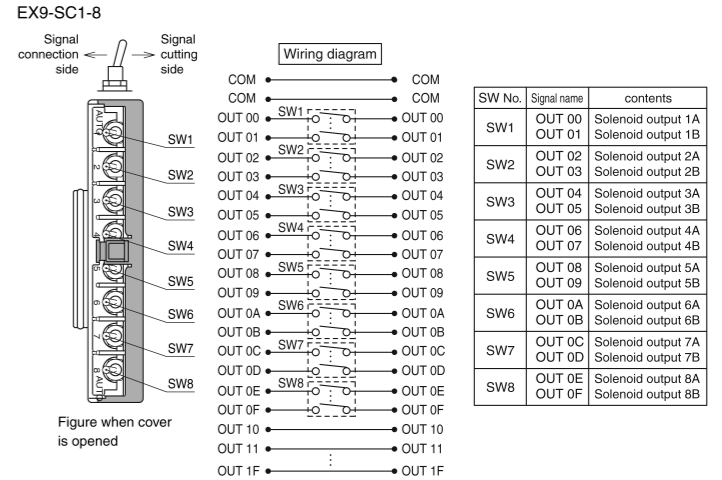 EX9-SC1-8
Signal connection side
Signal cutting side
AUTO
1
2
3
4
5
6
7
8
AUTO
SW1
SW2
SW3
SW4
SW5
SW6
SW7
SW8
Figure when cover
is opened
Wiring diagram
COM COM
COM COM
OUT 00 SW1 OUT 00
OUT 01 OUT 01
OUT 02 SW2 OUT 02
OUT 03 OUT 03
OUT 04 SW3 OUT 04
OUT 05 OUT 05
OUT 06 SW4 OUT 06
OUT 07 OUT 07
OUT 08 SW5 OUT 08
OUT 09 OUT 09
OUT 0A SW6 OUT 0A
OUT 0B OUT 0B
OUT 0C SW7 OUT 0C
OUT 0D OUT 0D
OUT 0E SW8 OUT 0E
OUT 0F OUT 0F
OUT 10 OUT 10
OUT 11 OUT 11
OUT 1F OUT 1F
SW No. Signal name contents
SW1 OUT 00 Solenoid output 1A
OUT 01 Solenoid output 1B
SW2 OUT 02 Solenoid output 2A
OUT 03 Solenoid output 2B
SW3 OUT 04 Solenoid output 3A
OUT 05 Solenoid output 3B
SW4 OUT 06 Solenoid output 4A
OUT 07 Solenoid output 4B
SW5 OUT 08 Solenoid output 5A
OUT 09 Solenoid output 5B
SW6 OUT 0A Solenoid output 6A
OUT 0B Solenoid output 6B
SW7 OUT 0C Solenoid output 7A
OUT 0D Solenoid output 7B
SW8 OUT 0E Solenoid output 8A
OUT 0F Solenoid output 8B